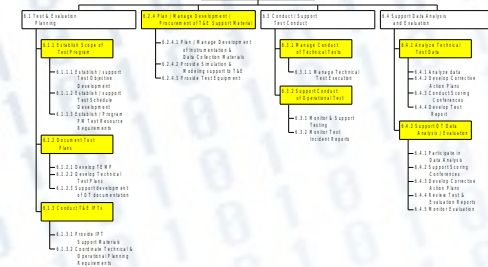 6.1 Test & Evaluation
Planning
6.1.1 Establish Scope of
Test Program
6.1.1.1 Establish / support
Test Objective
Development
6.1.1.2 Establish / support
Test Schedule
Development
6.1.1.3 Establish / Program
PM Test Resource
Requirements
6.1.2 Document Test
Plans
6.1.2.1 Develop TEMP
6.1.2.2 Develop Technical
Test Plans
6.1.2.3 Support development
of OT documentation
6.1.3 Conduct T&E IPTs
6.1.3.1 Provide IPT
Support Materials
6.1.3.2 Coordinate Technical &
Operational Planning
Requirements
6.2.4 Plan / Manage Development /
Procurement of T&E Support Material
6.2.4.1 Plan / Manage Development
of Instrumentation &
Data Collection Materials
6.2.4.2 Provide Simulation &
Modeling support to T&E
6.2.4.3 Provide Test Equipment
6.3 Conduct / Support
Test Conduct
6.3.1 Manage Conduct
of Technical Tests
6.3.1.1 Manage Technical
Test Execution
6.3.2 Support Conduct
of Operational Test
6.3.1 Monitor & Support
Testing
6.3.2 Monitor Test
Incident Reports
6.4 Support Data Analysis
and Evaluation
6.4.1 Analyze Technical
Test Data
6.4.1 Analyze data
6.4.2 Develop Corrective
Action Plans
6.4.3 Conduct Scoring
Conferences
6.4.4 Develop Test
Report
6.4.2 Support OT Data
Analysis / Evaluation
6.4.1 Participate in
Data Analysis
6.4.2 Support Scoring
Conferences
6.4.3 Develop Corrective
Action Plans
6.4.4 Review Test &
Evaluation Reports
6.4.5 Monitor Evaluation